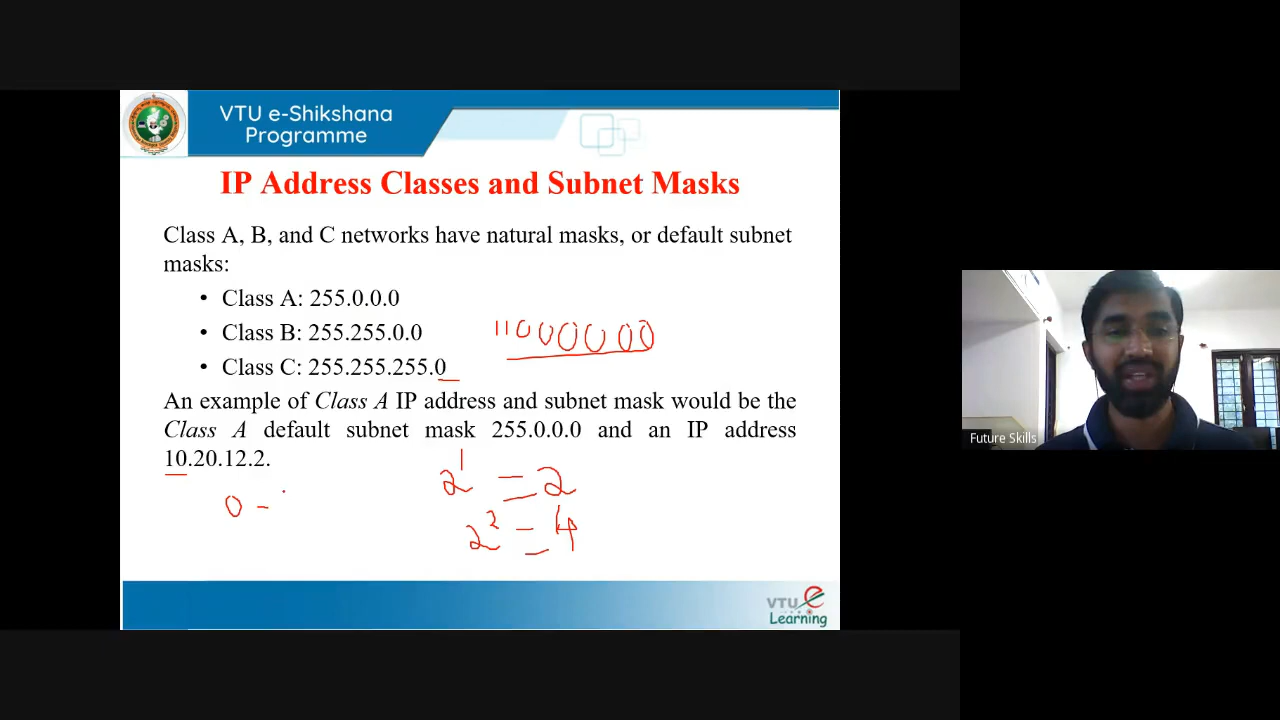 VTU e-Shikshana
Programme
IP Address Classes and Subnet Masks
Class A, B, and C networks have natural masks, or default subnet
masks:
• Class A: 255.0.0.0
• Class B: 255.255.0.0
11000000
• Class C: 255.255.255.0
An example of Class A IP address and subnet mask would be the
Class A default subnet mask 255.0.0.0 and an IP address
10.20.12.2.
2¹ = 2
0 -
2² = 4
VTU e
Learning
Future Skills